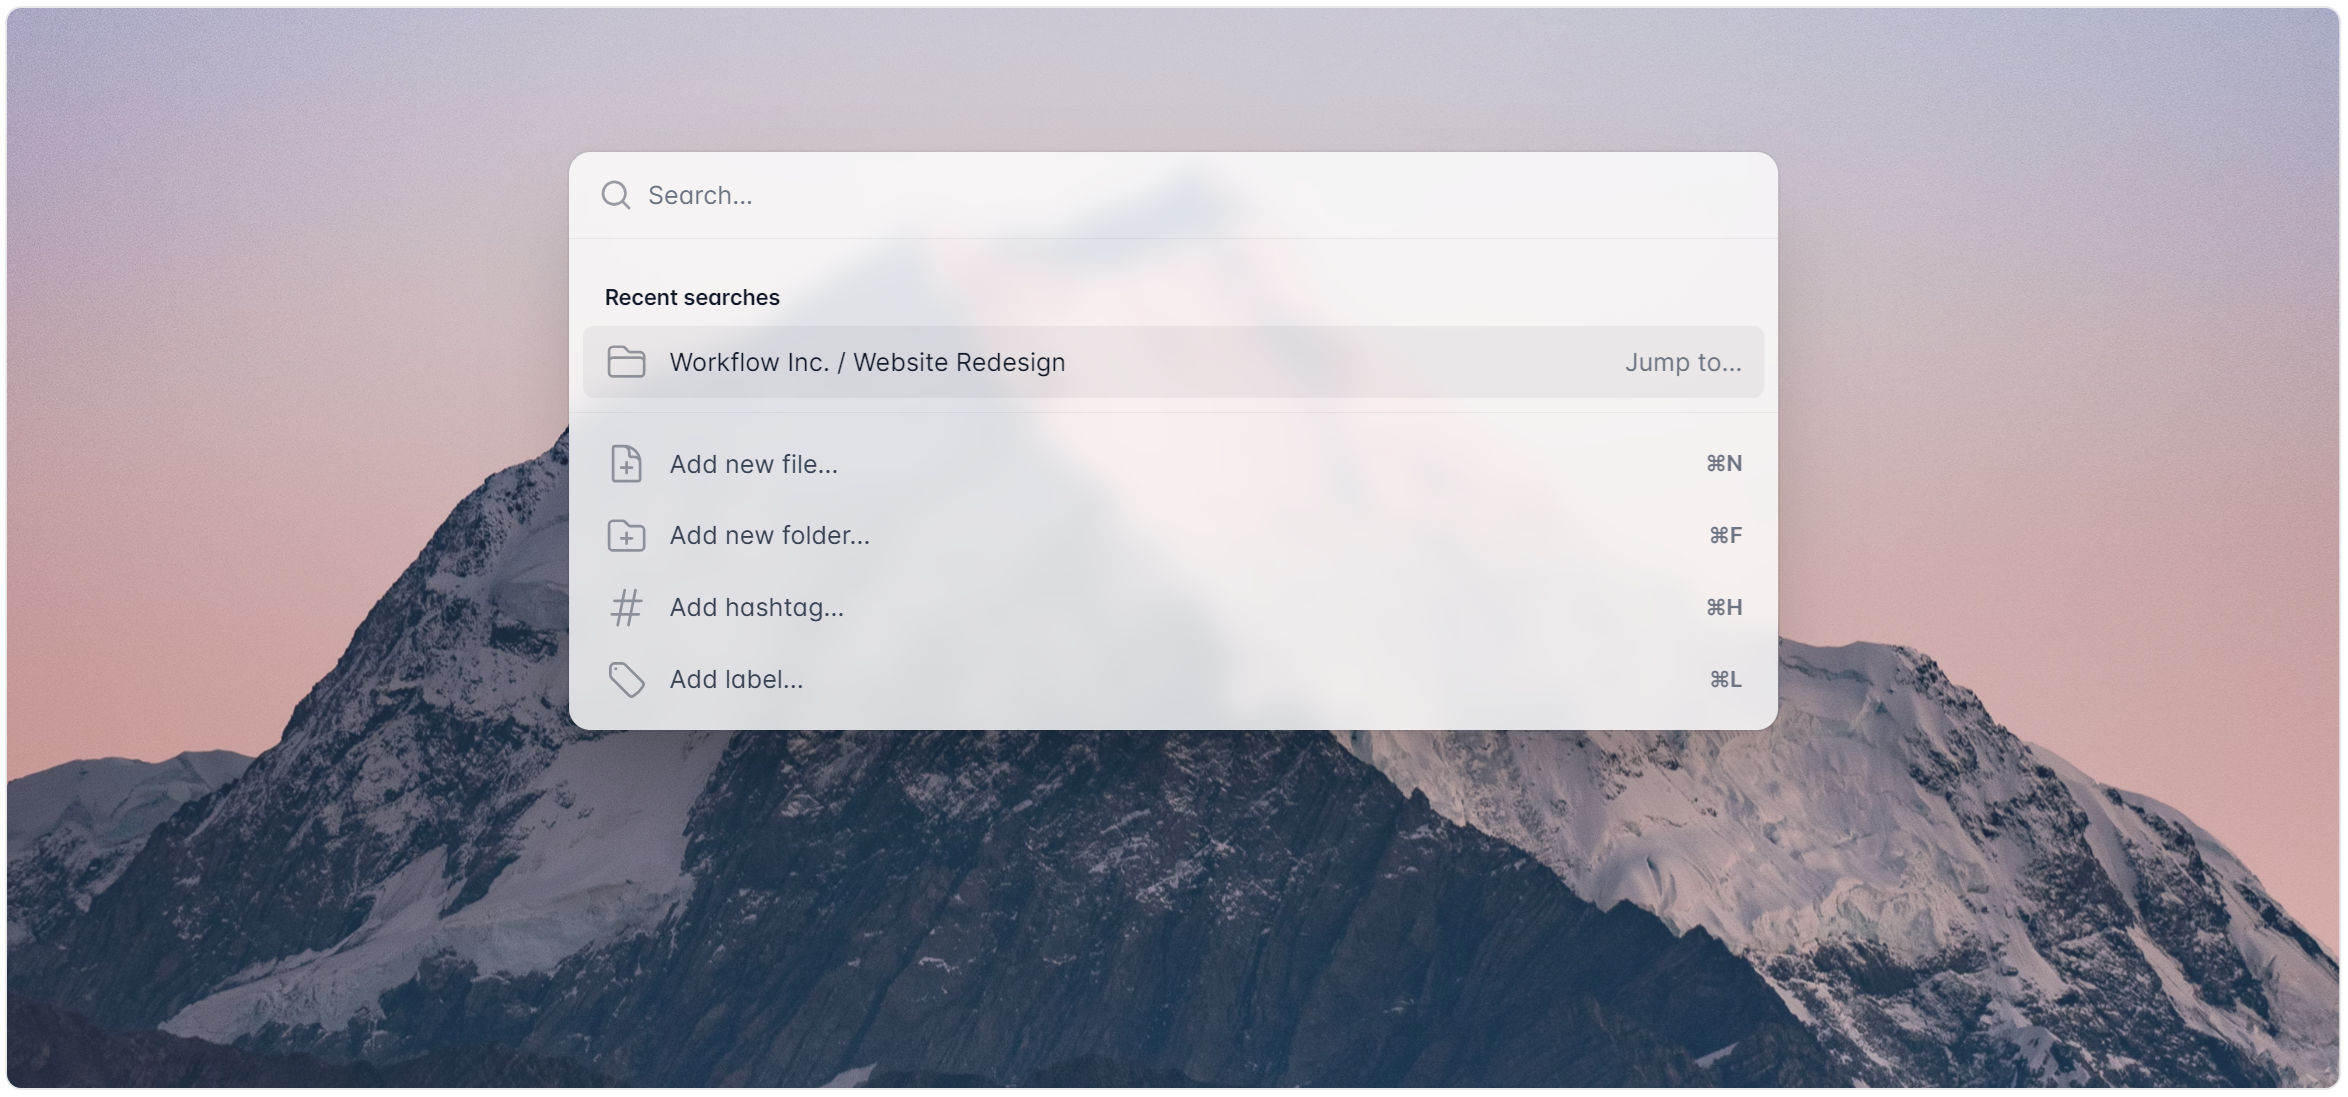 Search...
Recent searches
Workflow Inc. / Website Redesign Jump to...
Add new file... ⌘N
Add new folder... ⌘F
Add hashtag... ⌘H
Add label... ⌘L